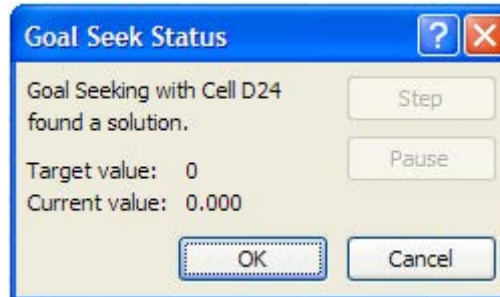 Goal Seek Status
?
Goal Seeking with Cell D24
found a solution.
Step
Pause
Target value: 0
Current value: 0.000
OK
Cancel